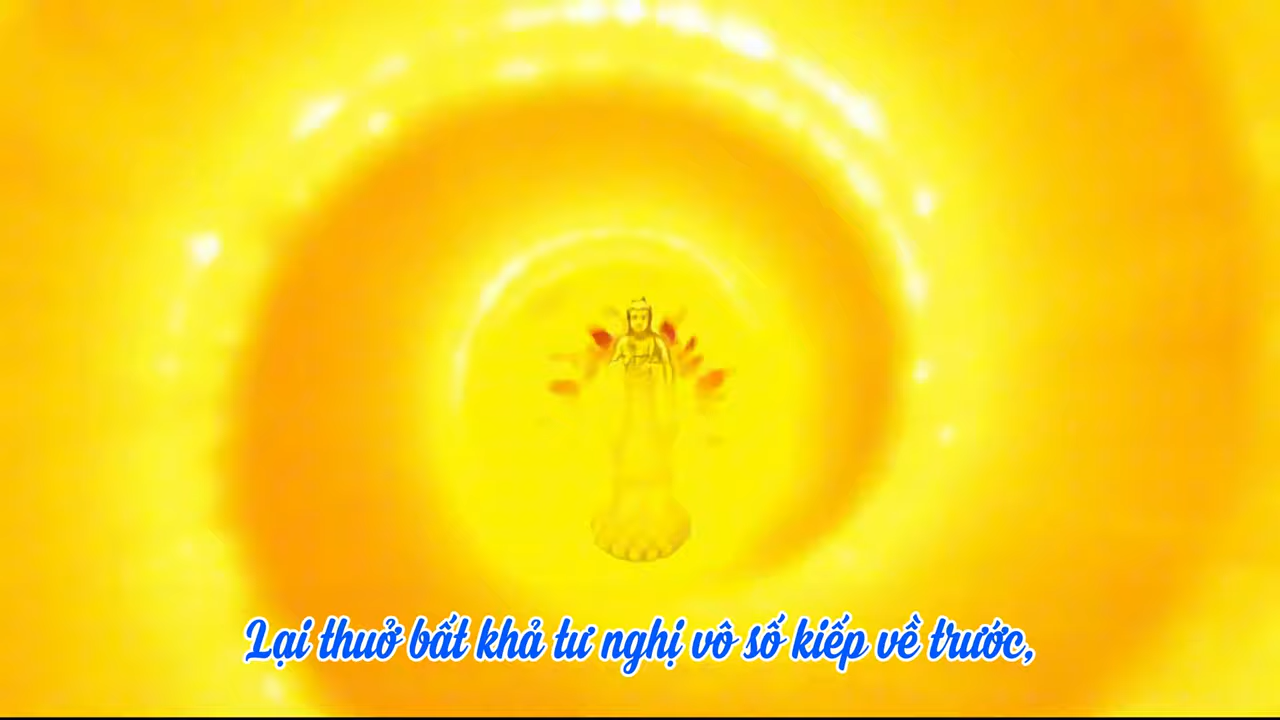 Lại thuở bất khả tư nghị vô số kiếp về trước,